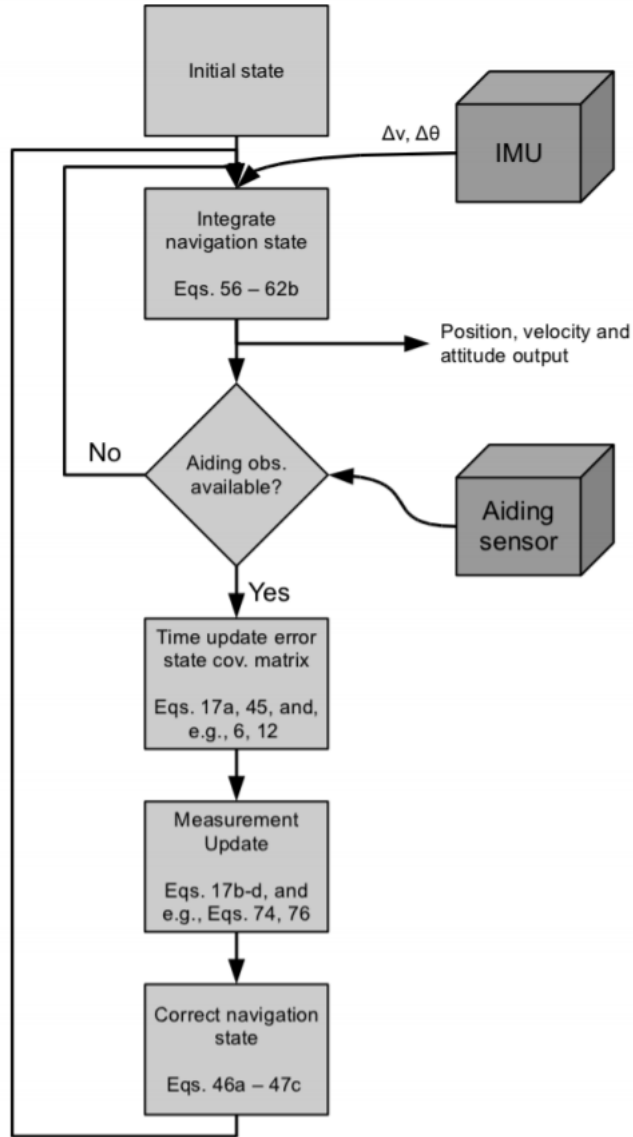 Initial state
Δv, Δθ
IMU
Integrate
navigation state
Eqs. 56 – 62b
Position, velocity and
attitude output
No
Aiding obs.
available?
Aiding
sensor
Yes
Time update error
state cov. matrix
Eqs. 17a, 45, and,
e.g., 6, 12
Measurement
Update
Eqs. 17b-d, and
e.g., Eqs. 74, 76
Correct navigation
state
Eqs. 46a – 47c